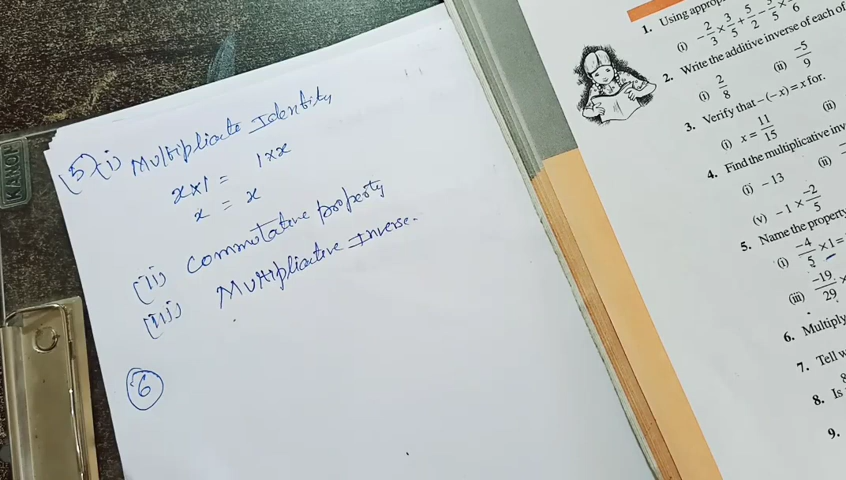 (5) (i) Multiplicate Identity
x×1 = 1×x
x = x
(ii) Commutative property
(iii) Multiplicative Inverse.
6
KANON
1. Using approp
(i) -2/3 × 3/5 + 5/2 -
2. Write the additive inverse of each of
(i) 2/8 (ii) -5/9
3. Verify that – (– x) = x for.
(i) x = 11/15 (ii)
4. Find the multiplicative inv
(i) – 13 (ii)
(v) – 1 × -2/5
5. Name the property
(i) -4/5 × 1 =
(iii) -19/29 ×
6. Multiply
7. Tell w
8. Is
9.